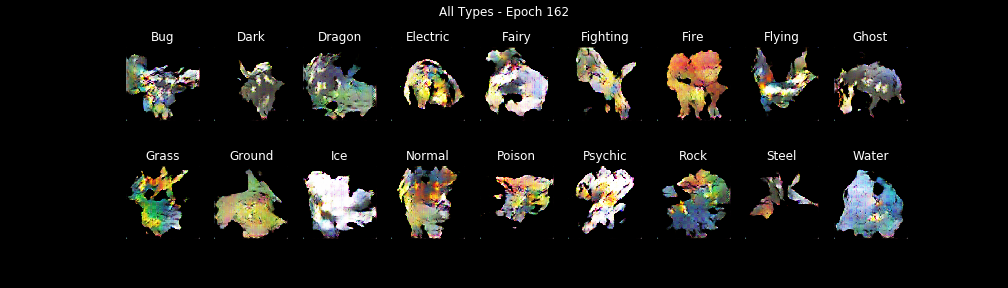 All Types - Epoch 162
Bug Dark Dragon Electric Fairy Fighting Fire Flying Ghost
Grass Ground Ice Normal Poison Psychic Rock Steel Water